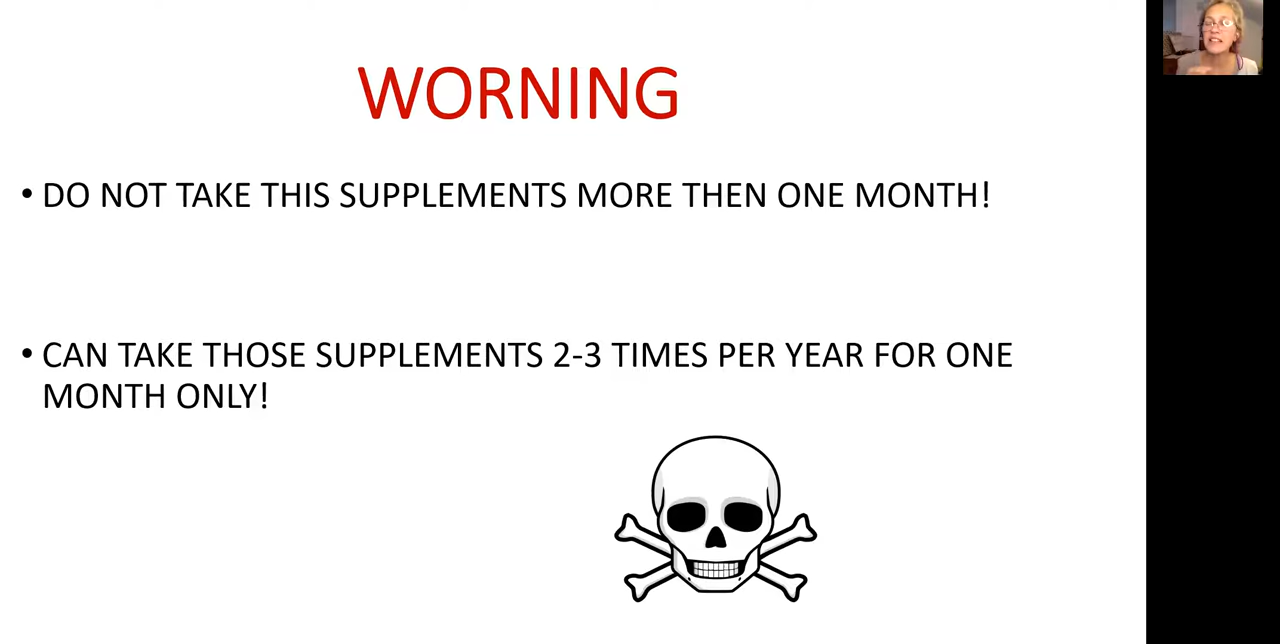 WORNING
• DO NOT TAKE THIS SUPPLEMENTS MORE THEN ONE MONTH!
• CAN TAKE THOSE SUPPLEMENTS 2-3 TIMES PER YEAR FOR ONE
MONTH ONLY!